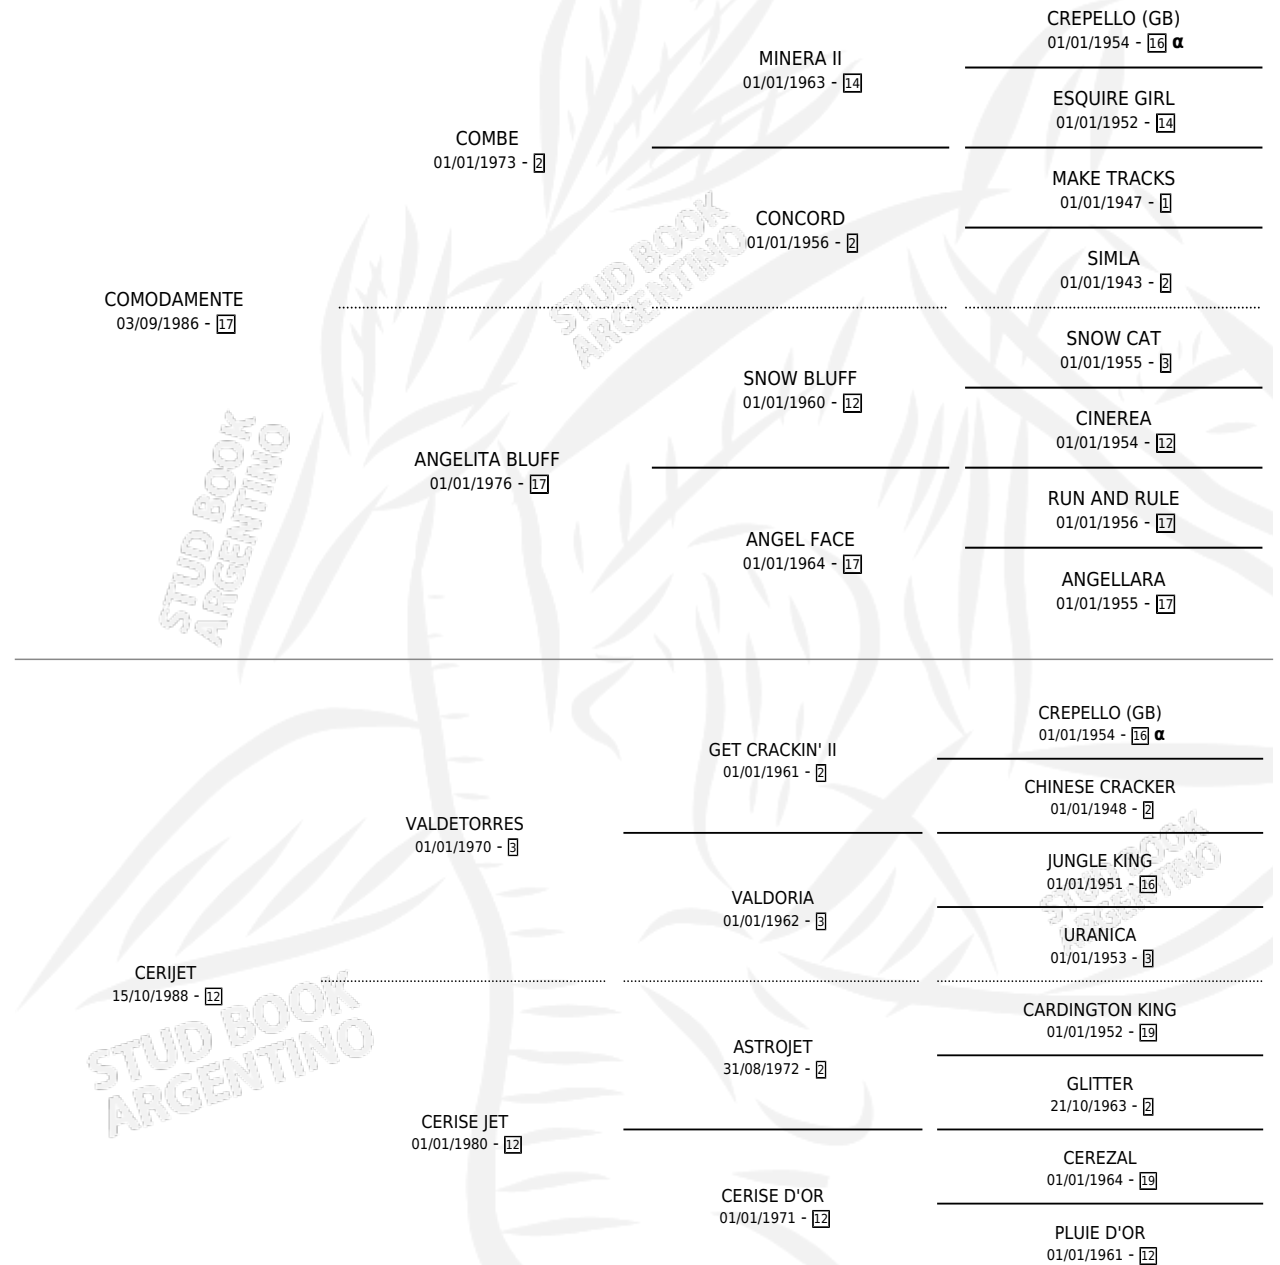 CREPELLO (GB)
01/01/1954 - 16 α
MINERA II
01/01/1963 - 14
ESQUIRE GIRL
01/01/1952 - 14
COMBE
01/01/1973 - 2
MAKE TRACKS
01/01/1947 - 1
CONCORD
01/01/1956 - 2
SIMLA
01/01/1943 - 2
COMODAMENTE
03/09/1986 - 17
SNOW CAT
01/01/1955 - 3
SNOW BLUFF
01/01/1960 - 12
CINEREA
01/01/1954 - 12
ANGELITA BLUFF
01/01/1976 - 17
RUN AND RULE
01/01/1956 - 17
ANGEL FACE
01/01/1964 - 17
ANGELLARA
01/01/1955 - 17
CREPELLO (GB)
01/01/1954 - 16 α
GET CRACKIN' II
01/01/1961 - 2
CHINESE CRACKER
01/01/1948 - 2
VALDETORRES
01/01/1970 - 3
JUNGLE KING
01/01/1951 - 16
VALDORIA
01/01/1962 - 3
URANICA
01/01/1953 - 3
CERIJET
15/10/1988 - 12
CARDINGTON KING
01/01/1952 - 19
ASTROJET
31/08/1972 - 2
GLITTER
21/10/1963 - 2
CERISE JET
01/01/1980 - 12
CEREZAL
01/01/1964 - 19
CERISE D'OR
01/01/1971 - 12
PLUIE D'OR
01/01/1961 - 12
STUD BOOK
ARGENTINO
STUD BOOK
ARGENTINO
STUD BOOK
ARGENTINO
STUD BOOK
ARGENTINO